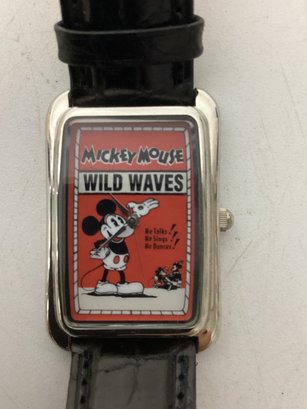 MICKEY MOUSE
WILD WAVES
He Talks!
He Sings!
He Dances!